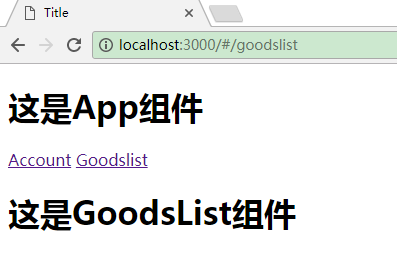 Title
localhost:3000/#/goodslist
这是App组件
Account Goodslist
这是GoodsList组件